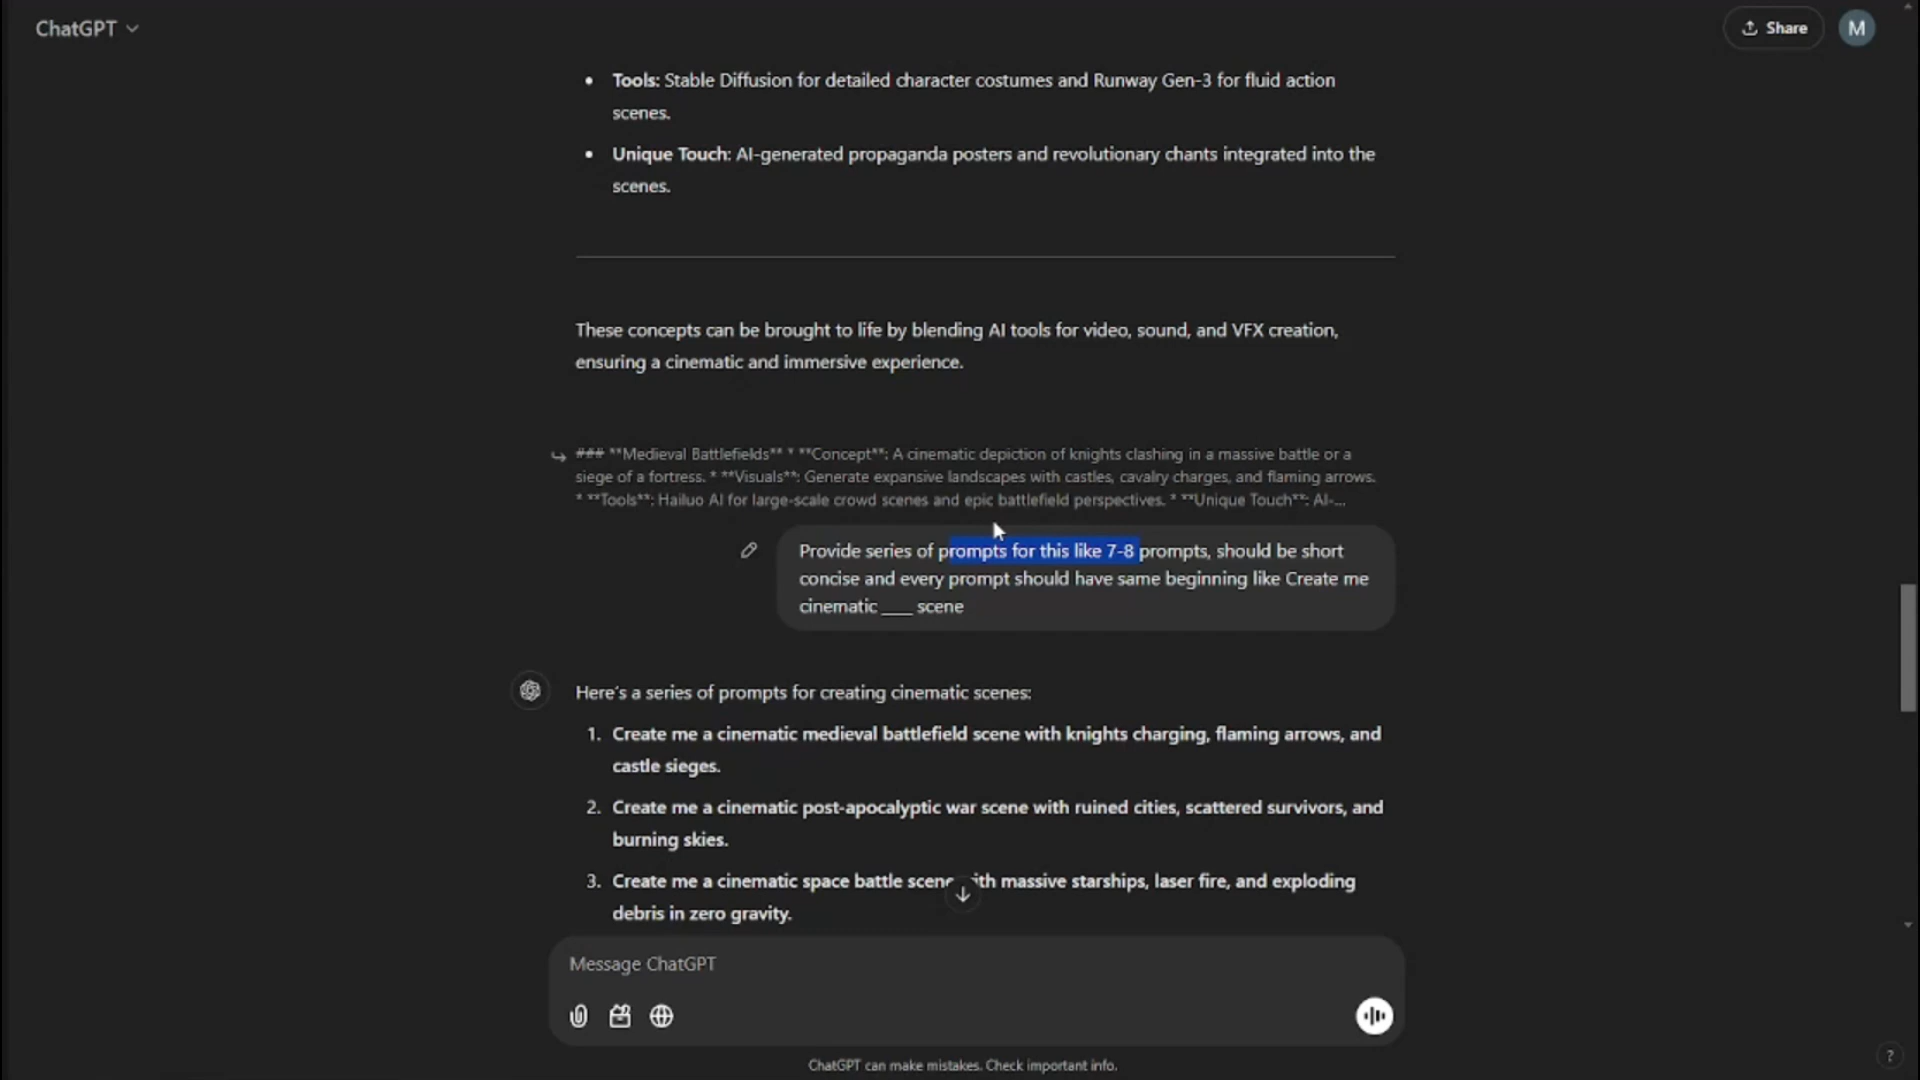 ChatGPT
Share
M
• Tools: Stable Diffusion for detailed character costumes and Runway Gen-3 for fluid action
scenes.
• Unique Touch: AI-generated propaganda posters and revolutionary chants integrated into the
scenes.
These concepts can be brought to life by blending AI tools for video, sound, and VFX creation,
ensuring a cinematic and immersive experience.
### **Medieval Battlefields** * **Concept**: A cinematic depiction of knights clashing in a massive battle or a
siege of a fortress. * **Visuals**: Generate expansive landscapes with castles, cavalry charges, and flaming arrows.
* **Tools**: Hailuo AI for large-scale crowd scenes and epic battlefield perspectives. * **Unique Touch**: AI-...
Provide series of prompts for this like 7-8 prompts, should be short
concise and every prompt should have same beginning like Create me
cinematic ____ scene
Here's a series of prompts for creating cinematic scenes:
1. Create me a cinematic medieval battlefield scene with knights charging, flaming arrows, and
castle sieges.
2. Create me a cinematic post-apocalyptic war scene with ruined cities, scattered survivors, and
burning skies.
3. Create me a cinematic space battle scene with massive starships, laser fire, and exploding
debris in zero gravity.
Message ChatGPT
ChatGPT can make mistakes. Check important info.
?